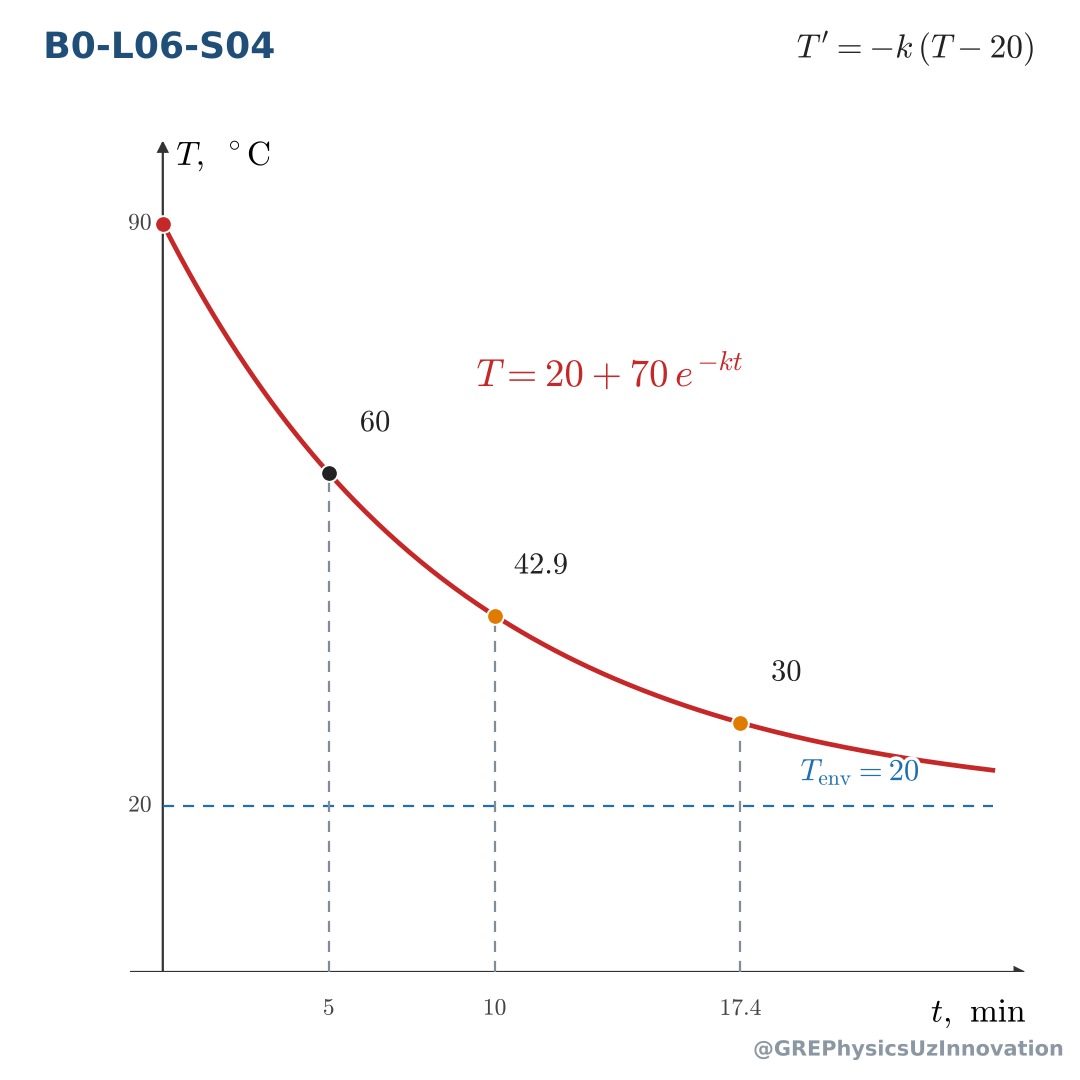 B0-L06-S04
T′ = −k (T − 20)
T, °C
90
T = 20 + 70 e^{−kt}
60
42.9
30
T_env = 20
20
5 10 17.4
t, min
@GREPhysicsUzInnovation